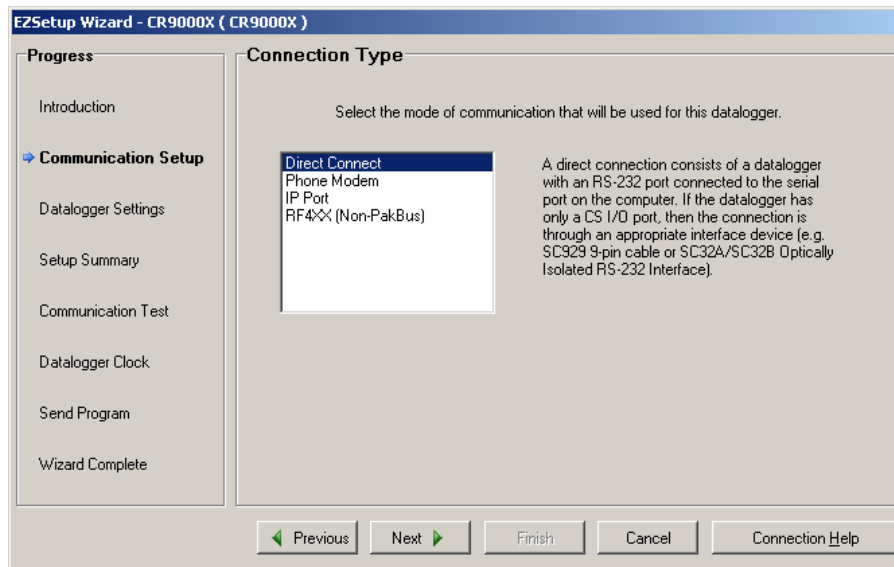 EZSetup Wizard - CR9000X ( CR9000X )
Progress
Introduction
Communication Setup
Datalogger Settings
Setup Summary
Communication Test
Datalogger Clock
Send Program
Wizard Complete
Connection Type
Select the mode of communication that will be used for this datalogger.
Direct Connect
Phone Modem
IP Port
RF4XX (Non-PakBus)
A direct connection consists of a datalogger
with an RS-232 port connected to the serial
port on the computer. If the datalogger has
only a CS I/O port, then the connection is
through an appropriate interface device (e.g.
SC929 9-pin cable or SC32A/SC32B Optically
Isolated RS-232 Interface).
Previous
Next
Finish
Cancel
Connection Help